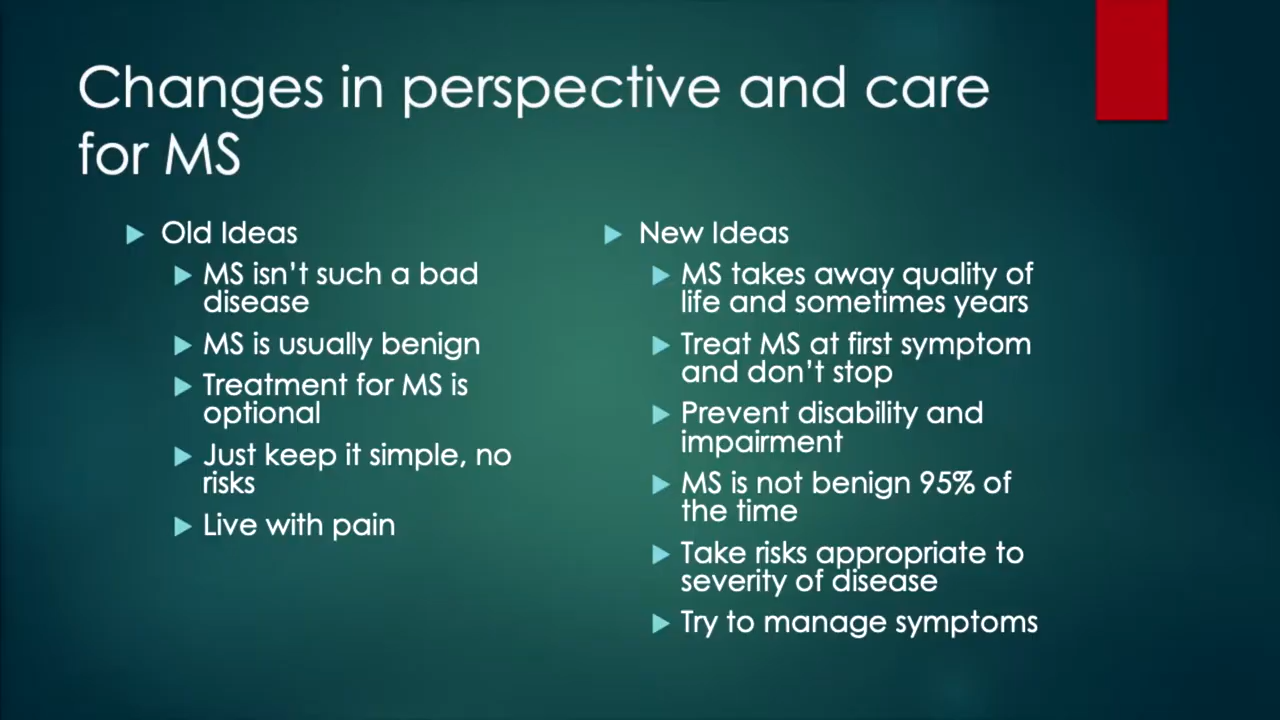 Changes in perspective and care
for MS
Old Ideas
MS isn't such a bad
disease
MS is usually benign
Treatment for MS is
optional
Just keep it simple, no
risks
Live with pain
New Ideas
MS takes away quality of
life and sometimes years
Treat MS at first symptom
and don't stop
Prevent disability and
impairment
MS is not benign 95% of
the time
Take risks appropriate to
severity of disease
Try to manage symptoms